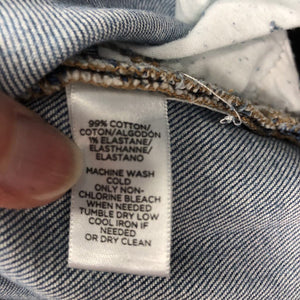 99% COTTON/
COTON/ALGODON
1% ELASTANE/
ELASTHANNE/
ELASTANO
MACHINE WASH
COLD
ONLY NON-
CHLORINE BLEACH
WHEN NEEDED
TUMBLE DRY LOW
COOL IRON IF
NEEDED
OR DRY CLEAN